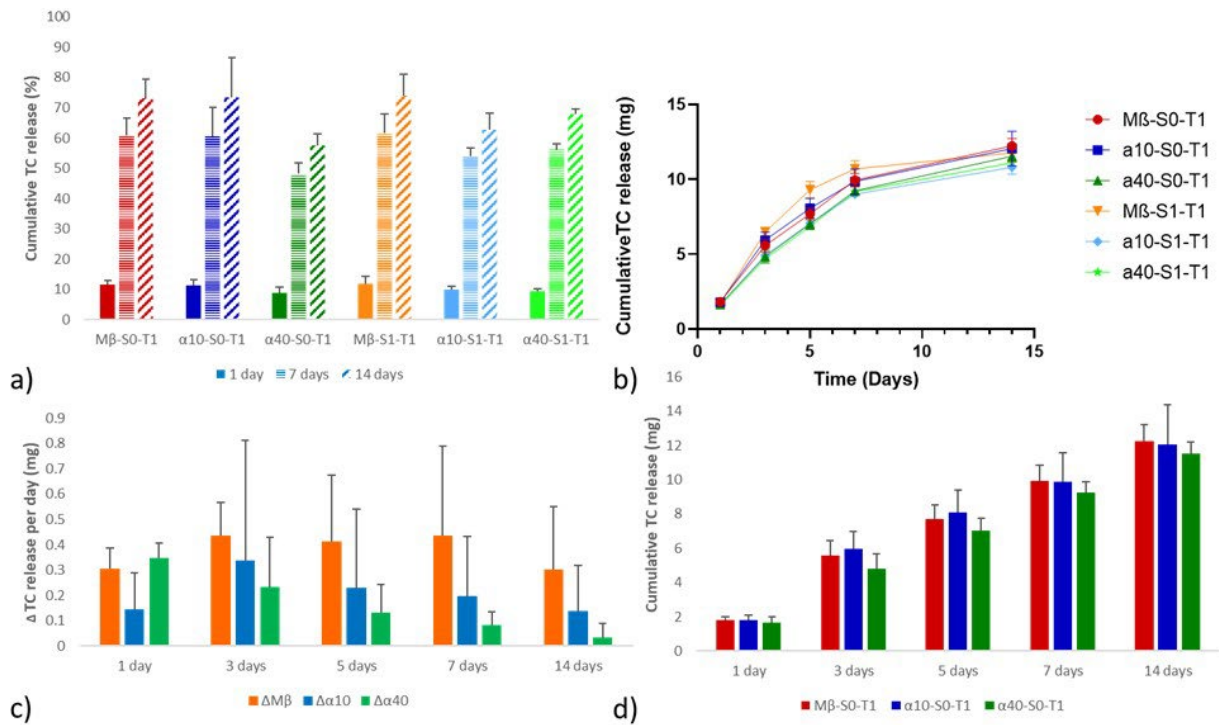 100
90
80
70
60
50
40
30
20
10
0
Cumulative TC release (%)
Mβ-S0-T1 α10-S0-T1 α40-S0-T1 Mβ-S1-T1 α10-S1-T1 α40-S1-T1
1 day 7 days 14 days
a)
15
10
5
0
CumulativeTC release (mg)
0 5 10 15
Time (Days)
Mß-S0-T1
a10-S0-T1
a40-S0-T1
Mß-S1-T1
a10-S1-T1
a40-S1-T1
b)
0.9
0.8
0.7
0.6
0.5
0.4
0.3
0.2
0.1
0
Δ TC release per day (mg)
1 day 3 days 5 days 7 days 14 days
ΔMβ Δα10 Δα40
c)
16
14
12
10
8
6
4
2
0
Cumulative TC release (mg)
1 day 3 days 5 days 7 days 14 days
Mβ-S0-T1 α10-S0-T1 α40-S0-T1
d)